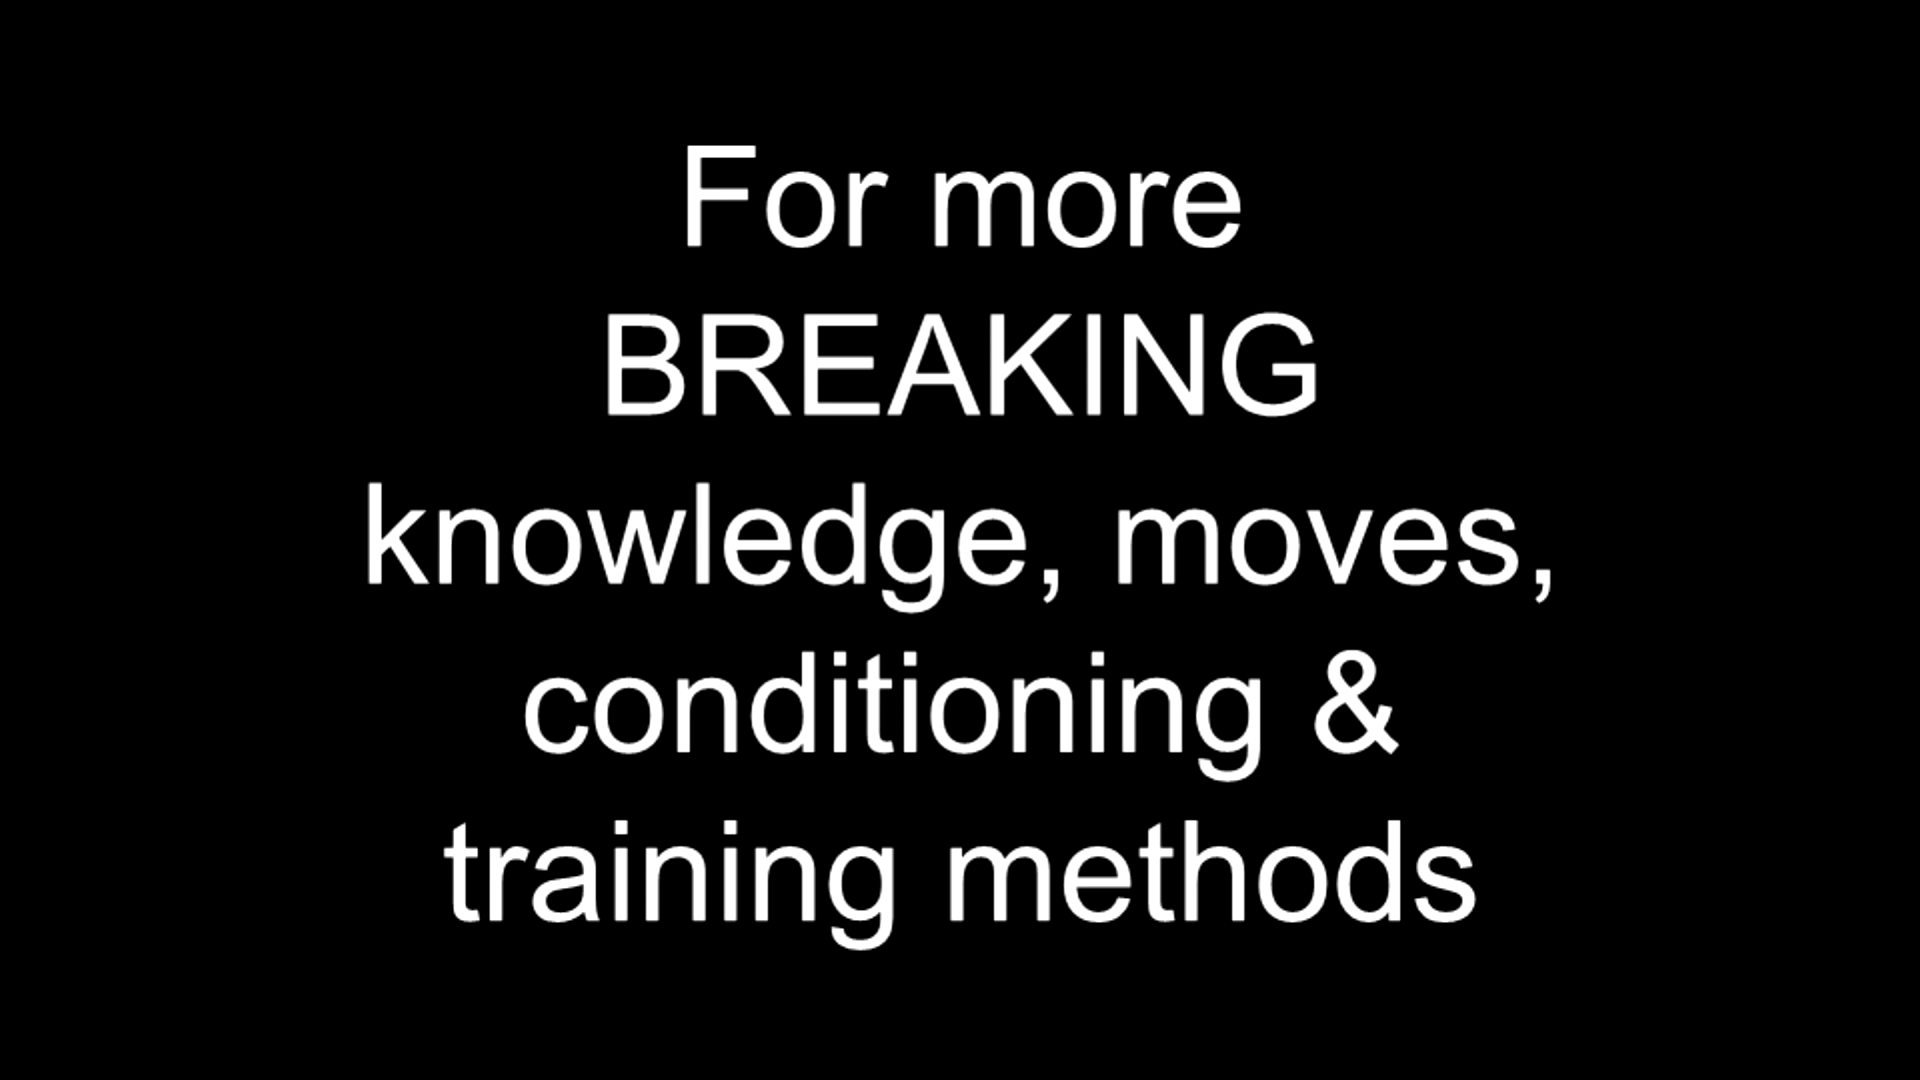 For more
BREAKING
knowledge, moves,
conditioning &
training methods